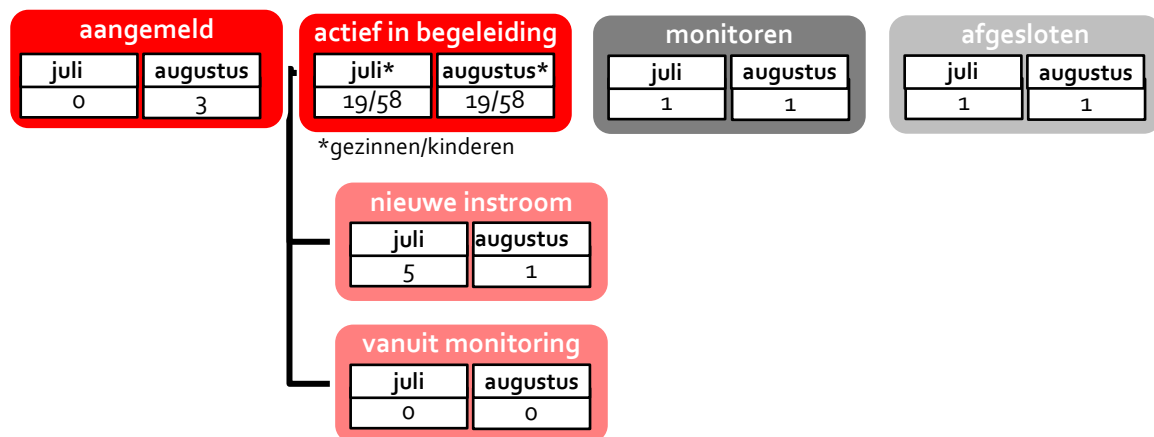 aangemeld
juli augustus
0 3
actief in begeleiding
juli* augustus*
19/58 19/58
*gezinnen/kinderen
monitoren
juli augustus
1 1
afgesloten
juli augustus
1 1
nieuwe instroom
juli augustus
5 1
vanuit monitoring
juli augustus
0 0